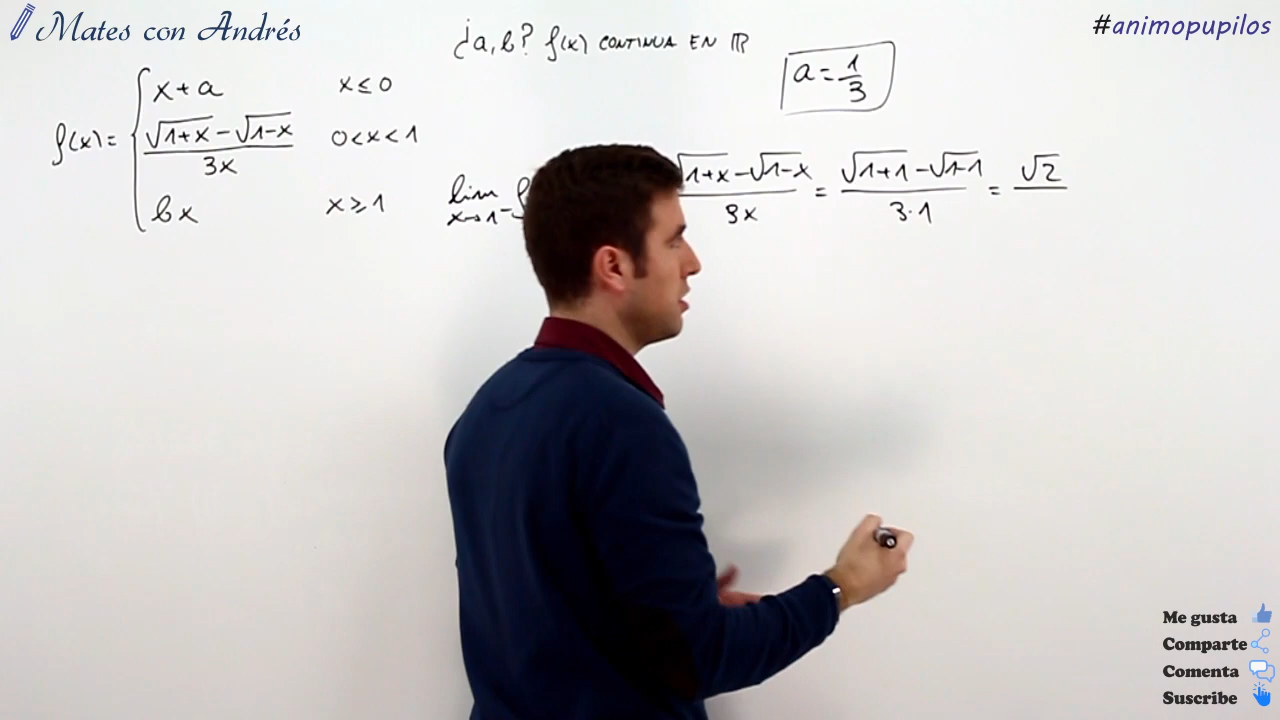 Mates con Andrés
#animopupilos
¿a, b? f(x) CONTINUA EN ℝ
a = 1/3
f(x) = { x + a    x ≤ 0
(√1+x − √1−x)/3x    0 < x < 1
bx    x ≥ 1
lim x→1⁻ f √1+x − √1−x / 3x = √1+1 − √1−1 / 3·1 = √2
Me gusta
Comparte
Comenta
Suscribe